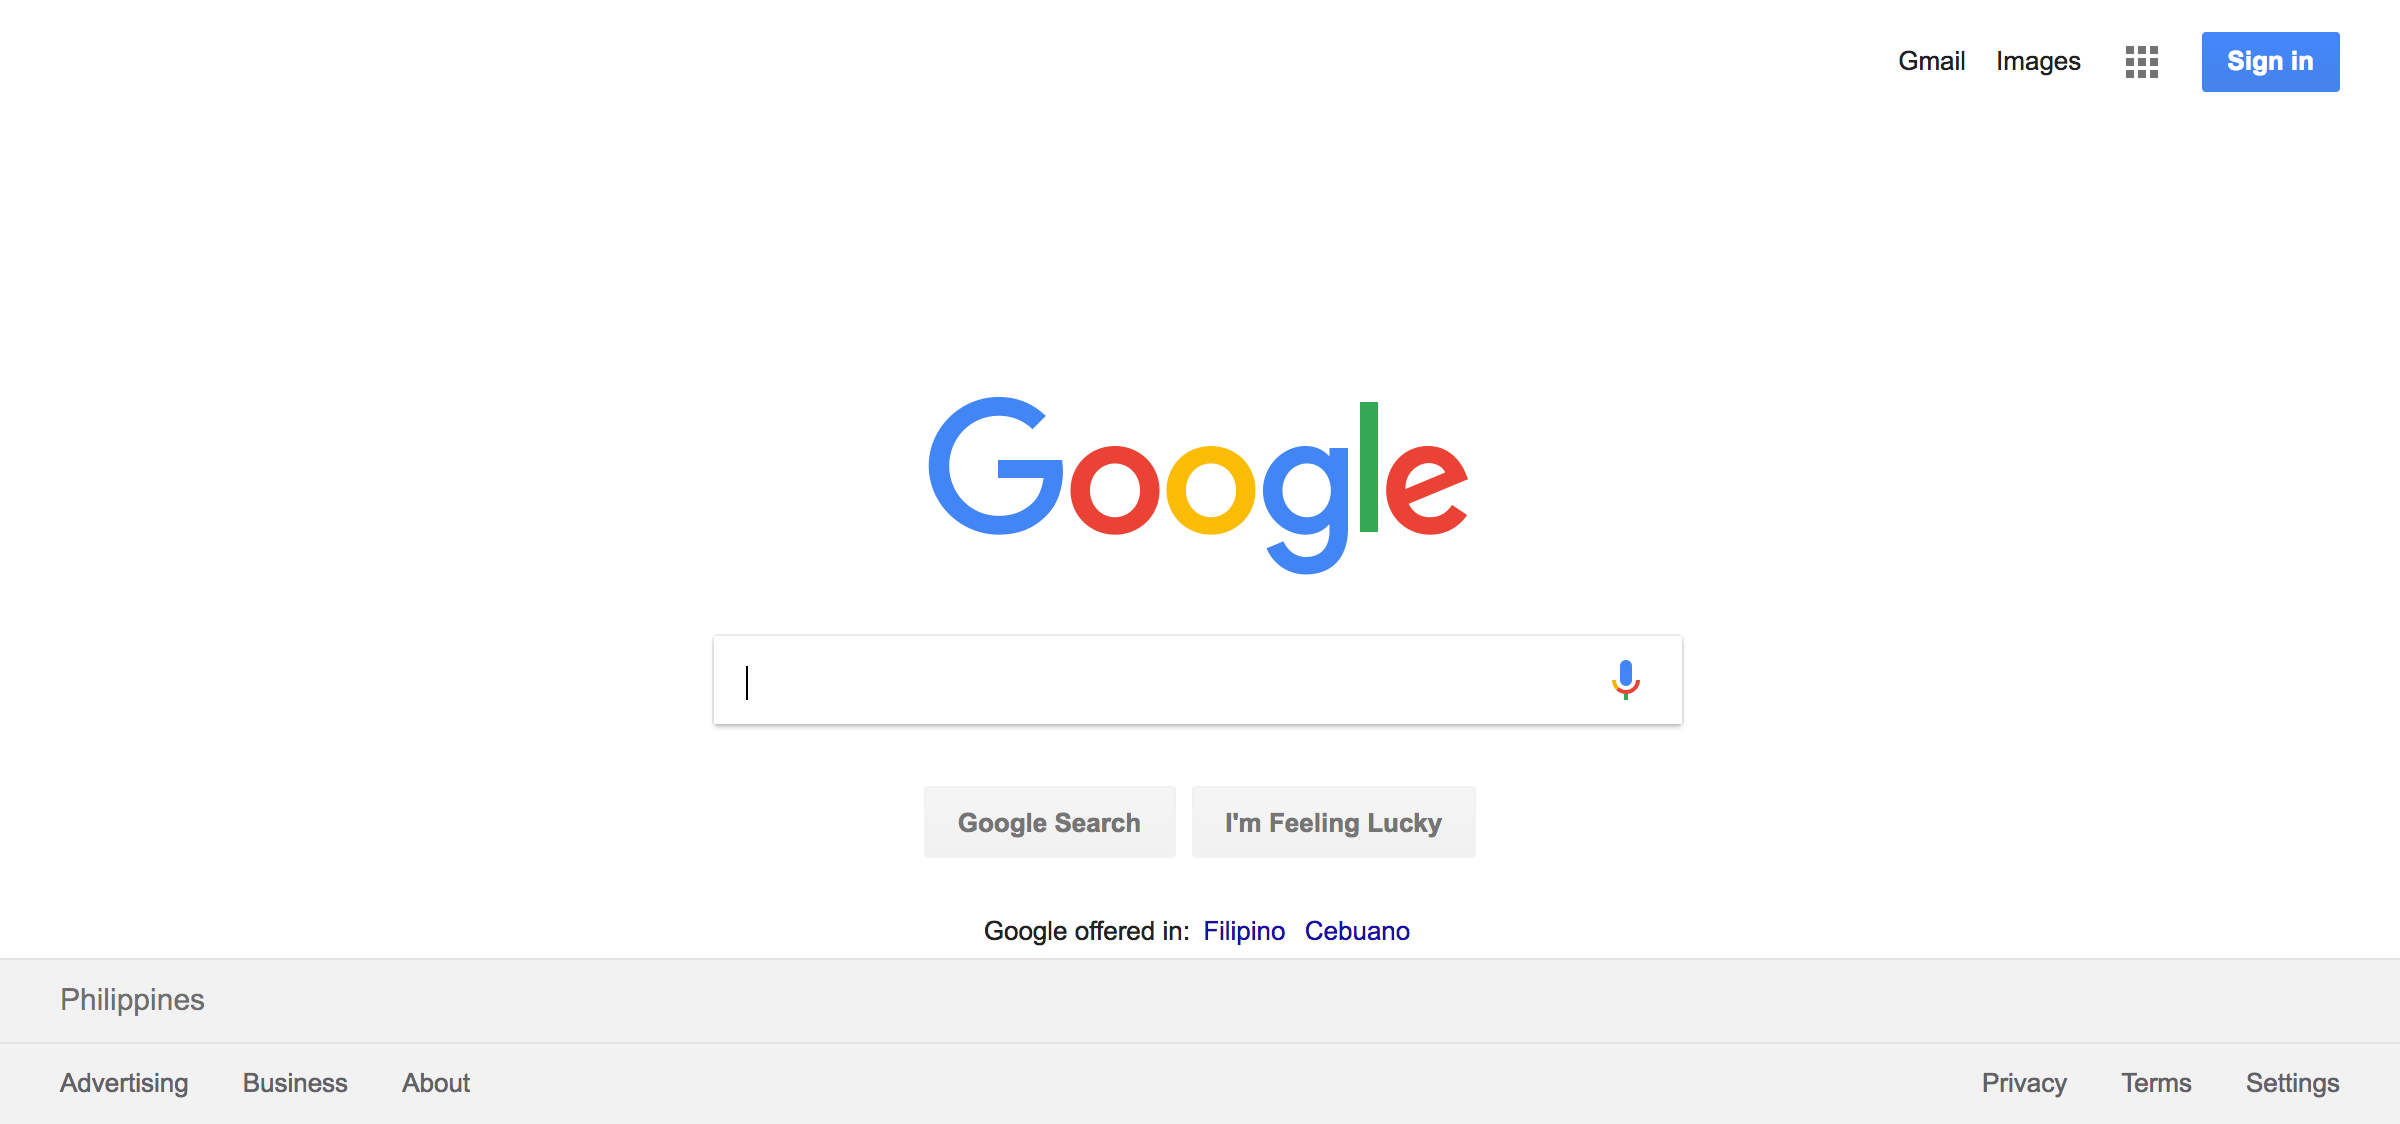 Gmail Images Sign in
Google
Google Search I'm Feeling Lucky
Google offered in: Filipino Cebuano
Philippines
Advertising Business About Privacy Terms Settings